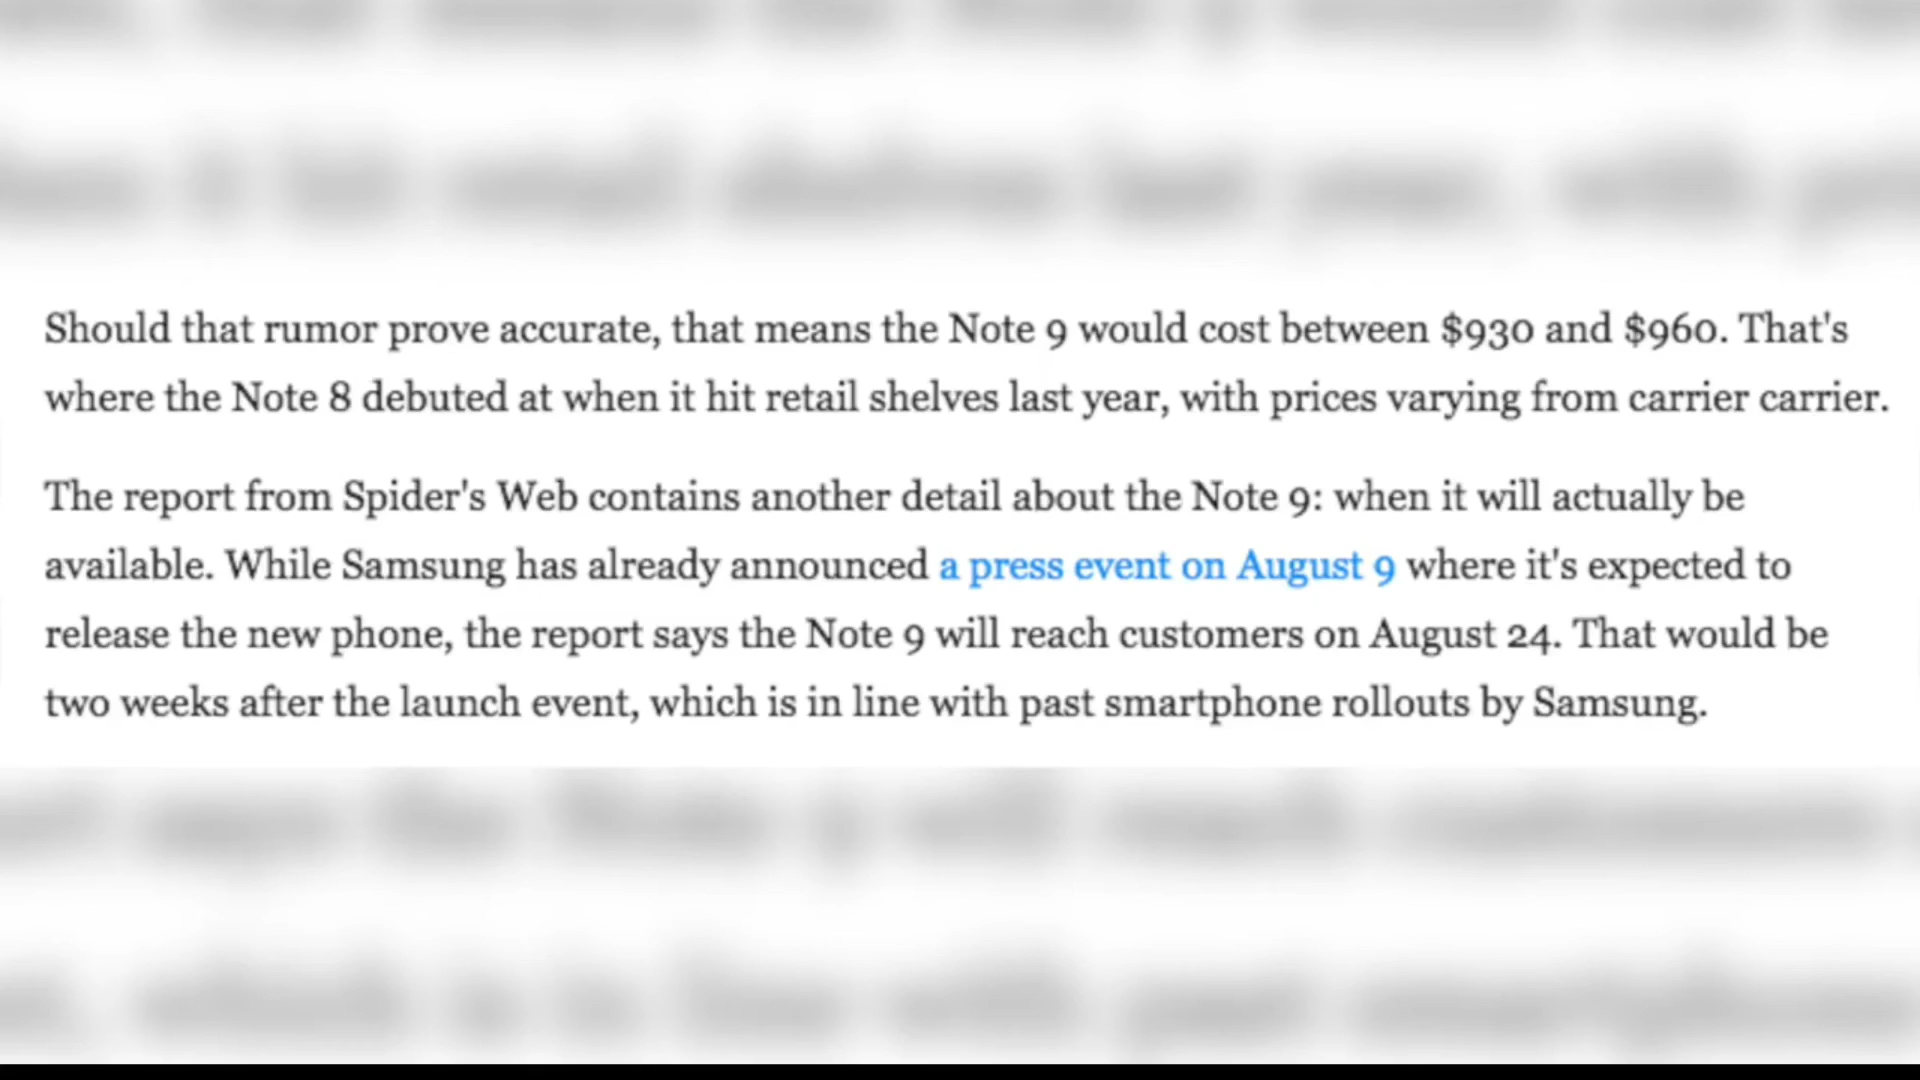 Should that rumor prove accurate, that means the Note 9 would cost between $930 and $960. That's
where the Note 8 debuted at when it hit retail shelves last year, with prices varying from carrier carrier.
The report from Spider's Web contains another detail about the Note 9: when it will actually be
available. While Samsung has already announced a press event on August 9 where it's expected to
release the new phone, the report says the Note 9 will reach customers on August 24. That would be
two weeks after the launch event, which is in line with past smartphone rollouts by Samsung.